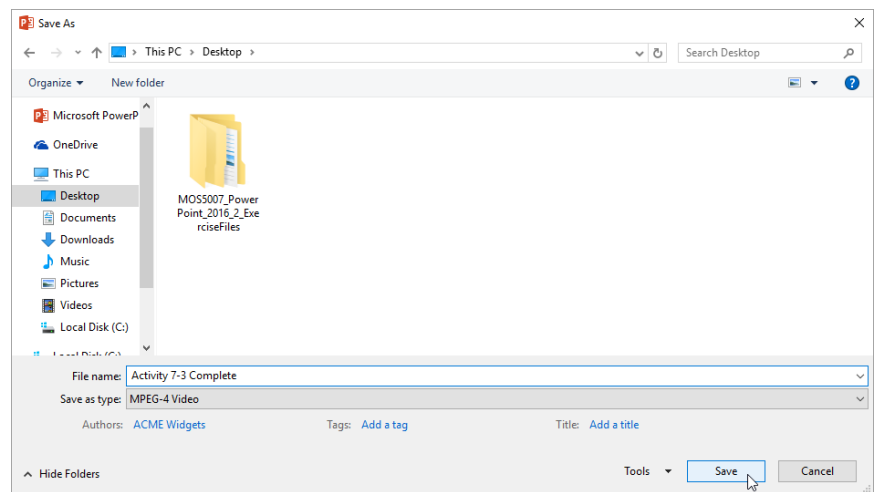 Save As
This PC > Desktop >
Search Desktop
Organize
New folder
Microsoft PowerP
OneDrive
This PC
Desktop
Documents
Downloads
Music
Pictures
Videos
Local Disk (C:)
MOS5007_Power
Point_2016_2_Exe
rciseFiles
File name: Activity 7-3 Complete
Save as type: MPEG-4 Video
Authors: ACME Widgets Tags: Add a tag Title: Add a title
Hide Folders
Tools Save Cancel